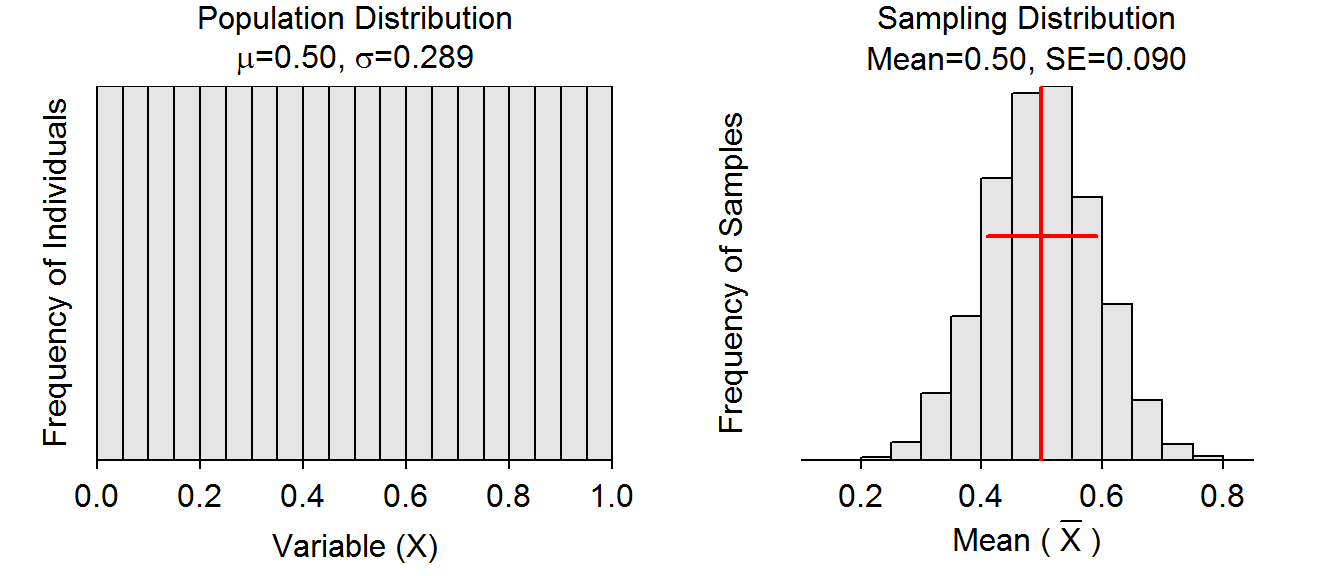 Population Distribution
μ=0.50, σ=0.289
Frequency of Individuals
0.0 0.2 0.4 0.6 0.8 1.0
Variable (X)
Sampling Distribution
Mean=0.50, SE=0.090
Frequency of Samples
0.2 0.4 0.6 0.8
Mean ( X̅ )